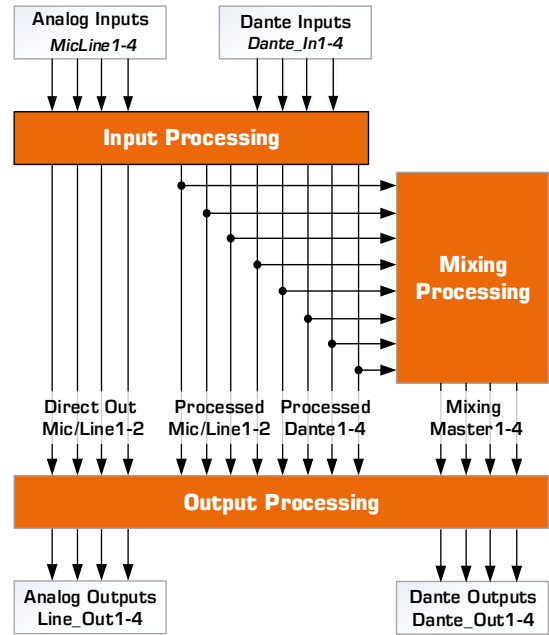 Analog Inputs
MicLine1-4
Dante Inputs
Dante_In1-4
Input Processing
Mixing
Processing
Direct Out
Mic/Line1-2
Processed
Mic/Line1-2
Processed
Dante1-4
Mixing
Master1-4
Output Processing
Analog Outputs
Line_Out1-4
Dante Outputs
Dante_Out1-4